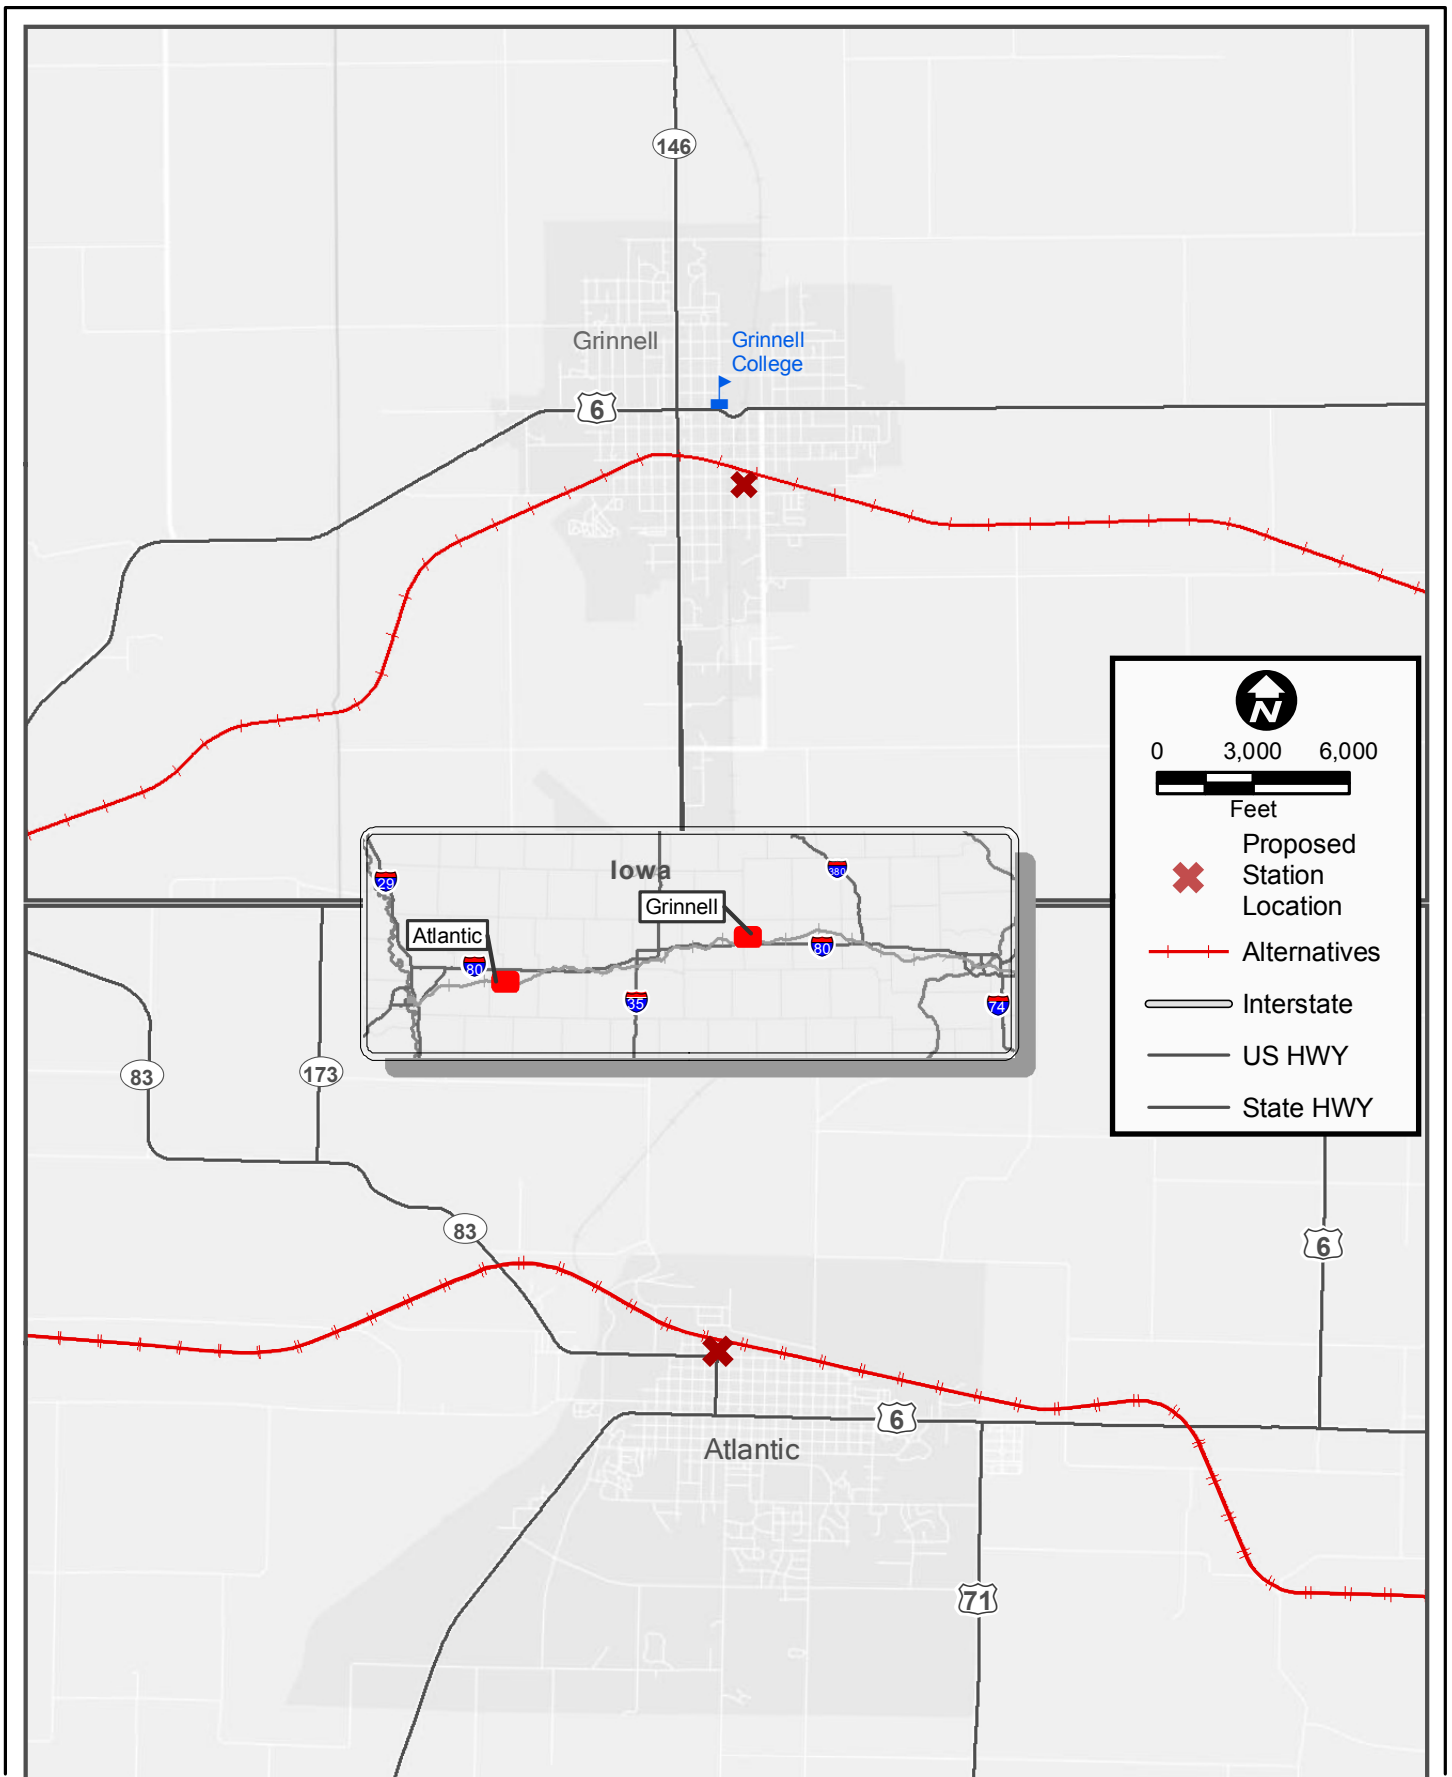 146
Grinnell
Grinnell
College
6
N
0 3,000 6,000
Feet
Proposed
Station
Location
Alternatives
Interstate
US HWY
State HWY
Iowa
29
380
Grinnell
Atlantic
80
80
35
74
83
173
83
6
6
Atlantic
71